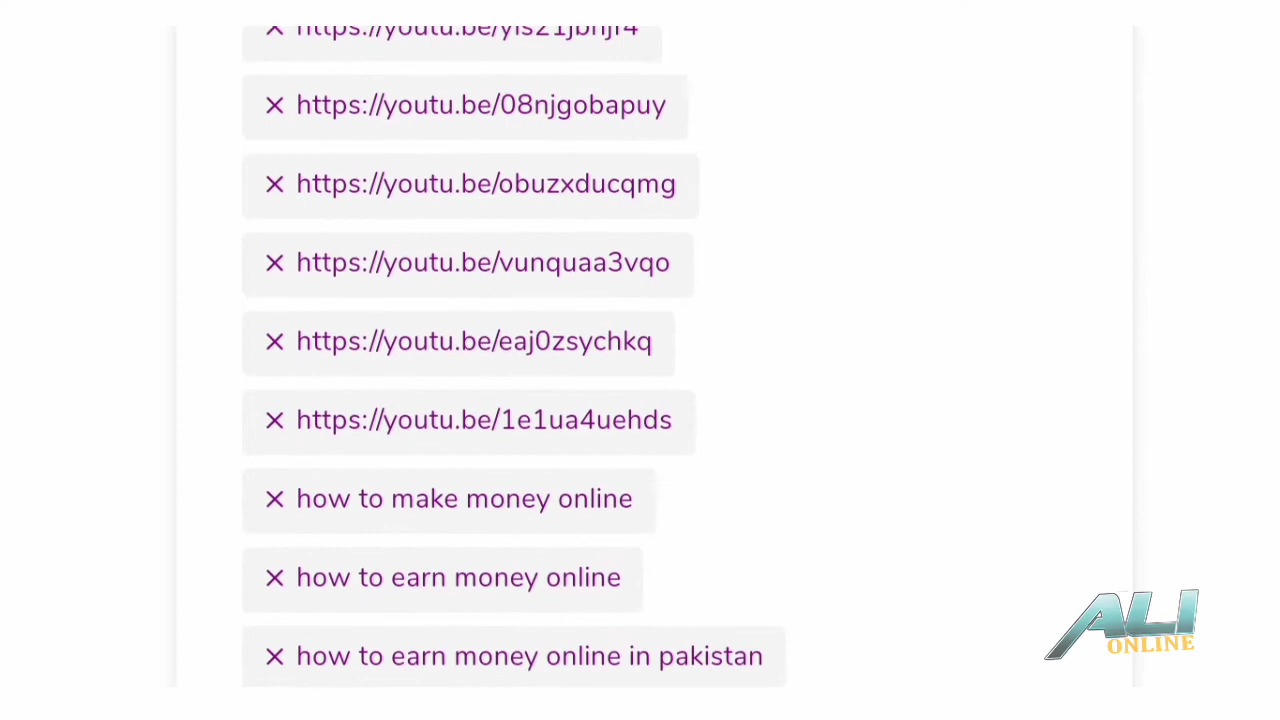 × https://youtu.be/08njgobapuy
× https://youtu.be/obuzxducqmg
× https://youtu.be/vunquaa3vqo
× https://youtu.be/eaj0zsychkq
× https://youtu.be/1e1ua4uehds
× how to make money online
× how to earn money online
× how to earn money online in pakistan
ALI
ONLINE